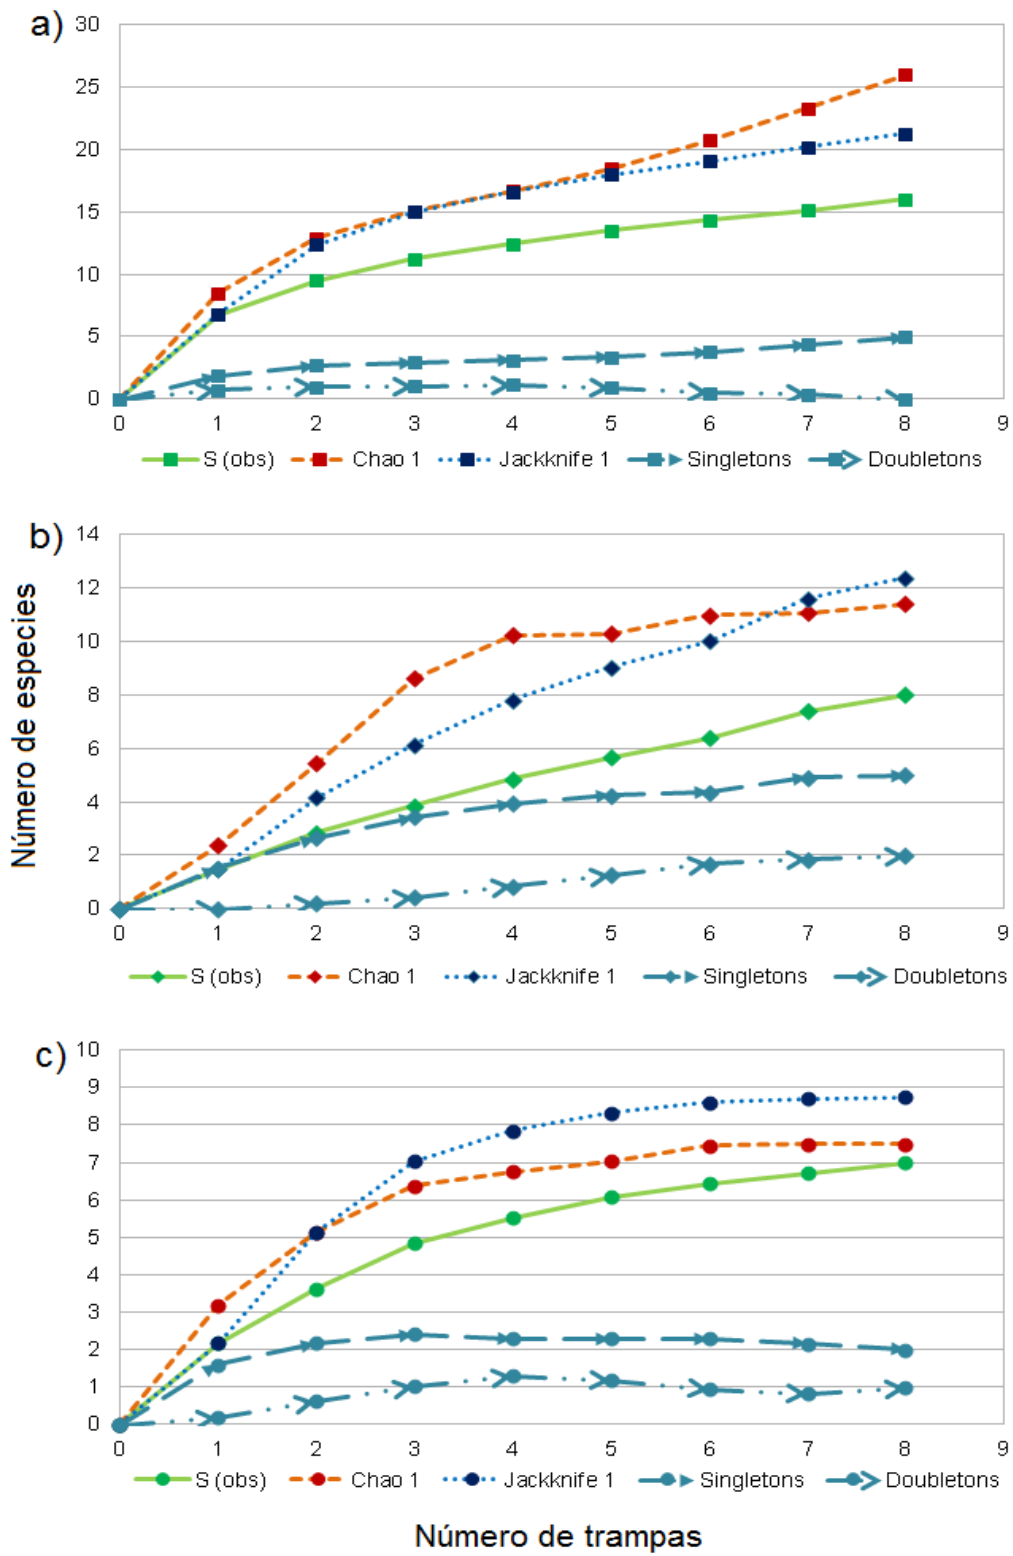 a)
30
25
20
15
10
5
0
0 1 2 3 4 5 6 7 8 9
S (obs) Chao 1 Jackknife 1 Singletons Doubletons
b)
Número de especies
14
12
10
8
6
4
2
0
0 1 2 3 4 5 6 7 8 9
S (obs) Chao 1 Jackknife 1 Singletons Doubletons
c)
10
9
8
7
6
5
4
3
2
1
0
0 1 2 3 4 5 6 7 8 9
S (obs) Chao 1 Jackknife 1 Singletons Doubletons
Número de trampas